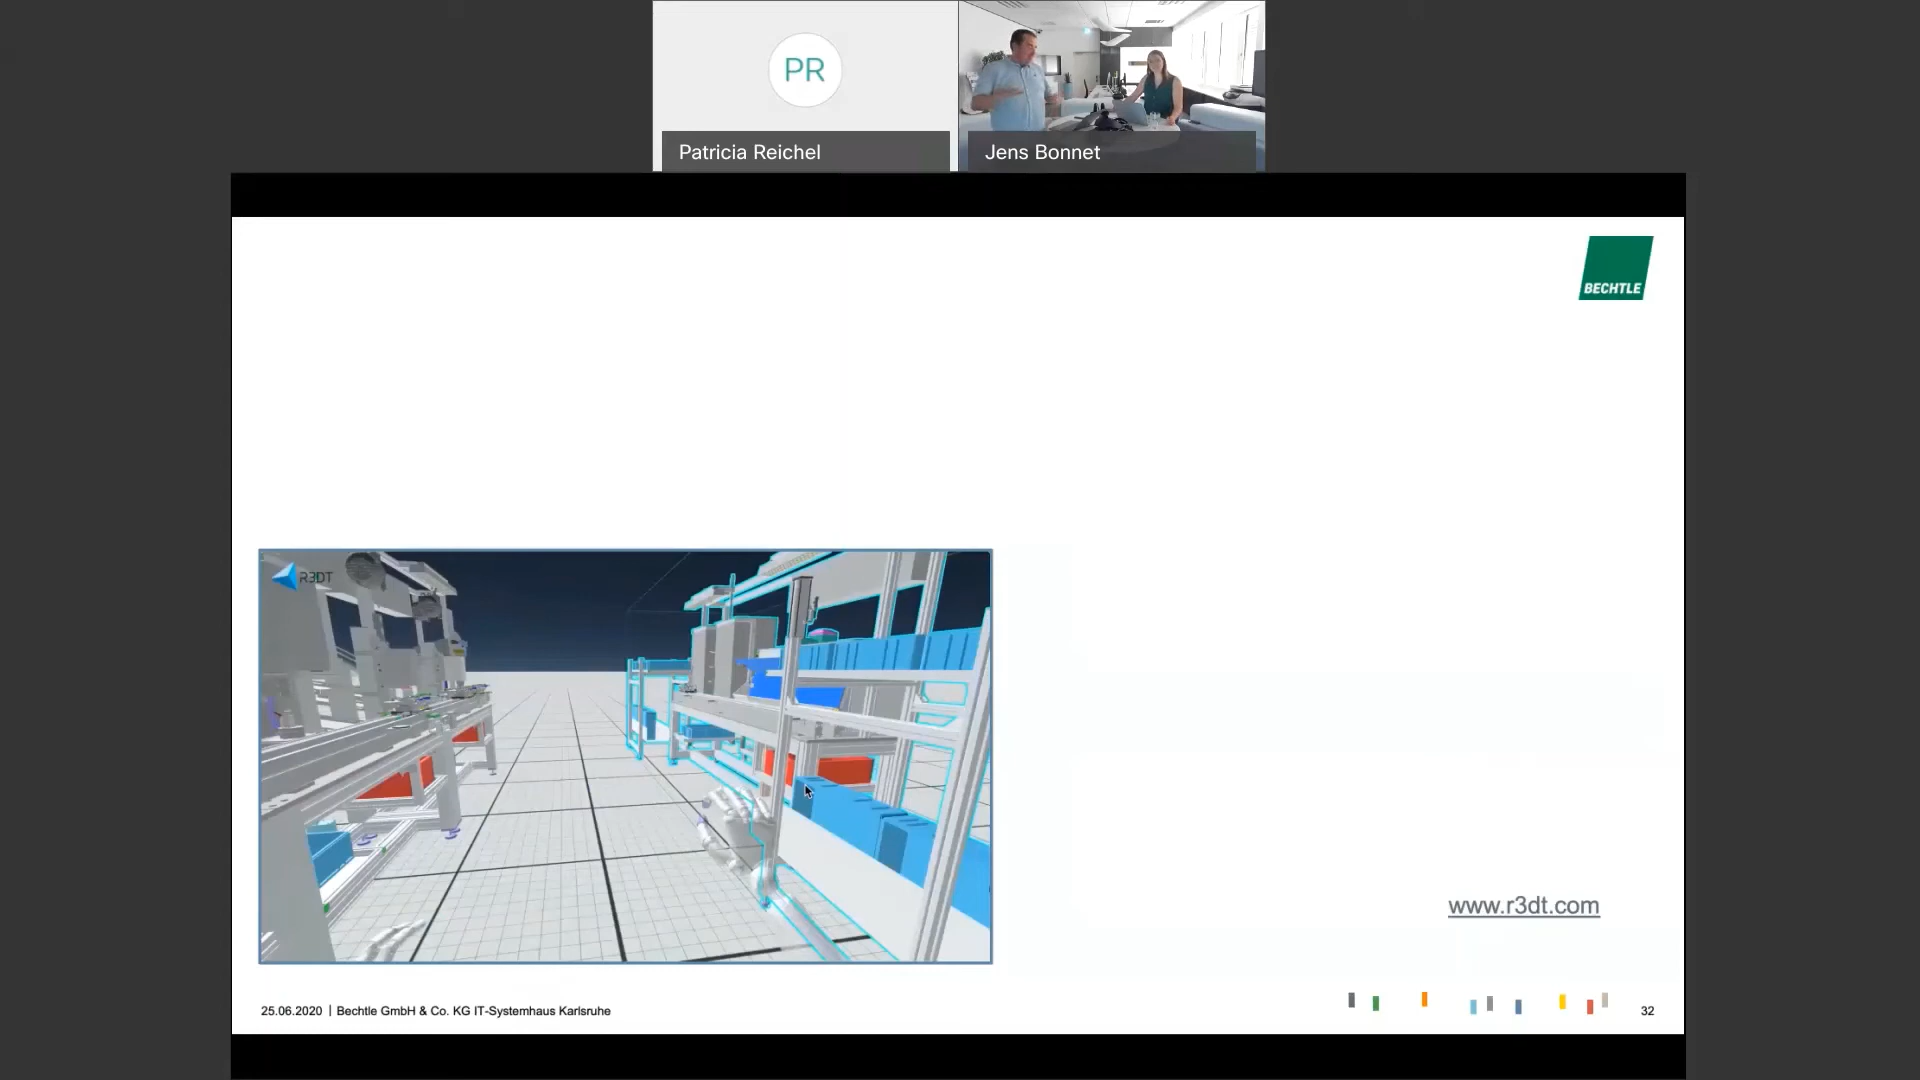 PR
Patricia Reichel
Jens Bonnet
BECHTLE
R3DT
www.r3dt.com
25.06.2020 | Bechtle GmbH & Co. KG IT-Systemhaus Karlsruhe
32